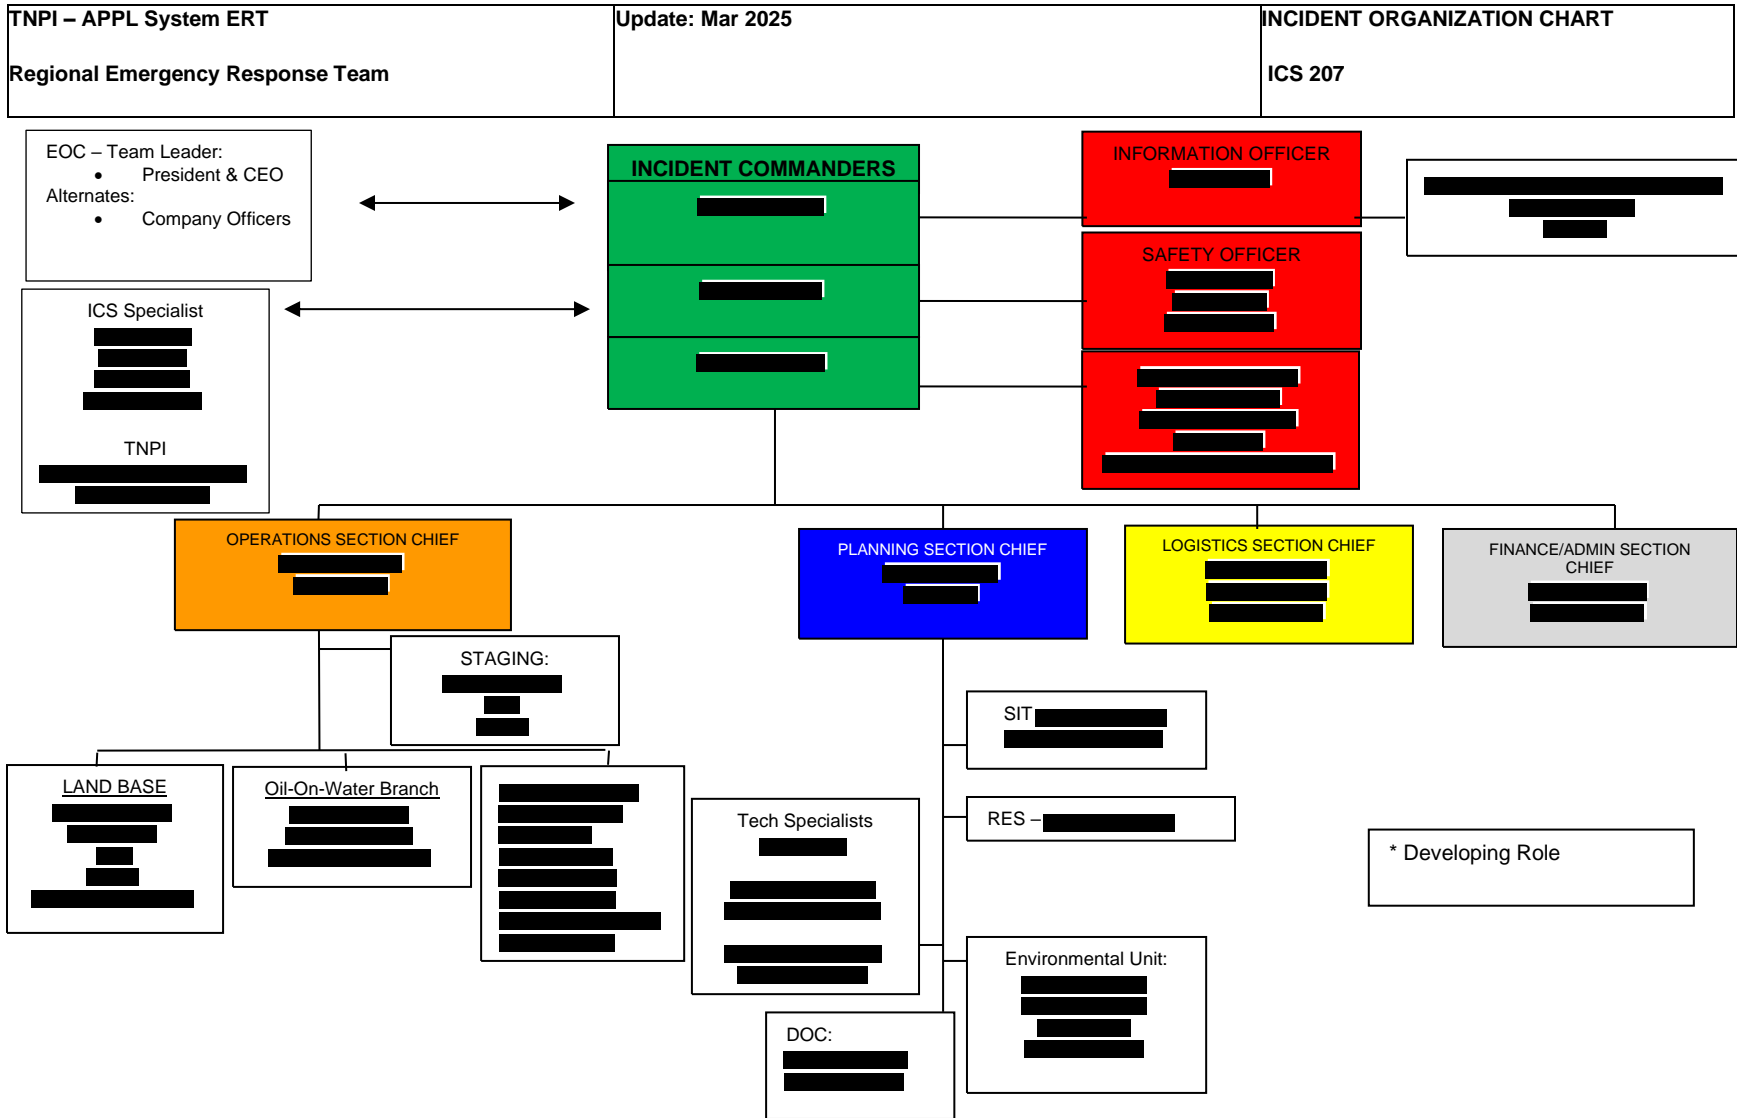 TNPI – APPL System ERT
Regional Emergency Response Team
Update: Mar 2025
INCIDENT ORGANIZATION CHART
ICS 207
EOC – Team Leader:
• President & CEO
Alternates:
• Company Officers
INCIDENT COMMANDERS
INFORMATION OFFICER
SAFETY OFFICER
ICS Specialist
TNPI
OPERATIONS SECTION CHIEF
PLANNING SECTION CHIEF
LOGISTICS SECTION CHIEF
FINANCE/ADMIN SECTION
CHIEF
STAGING:
SIT
LAND BASE
Oil-On-Water Branch
Tech Specialists
RES –
* Developing Role
Environmental Unit:
DOC: